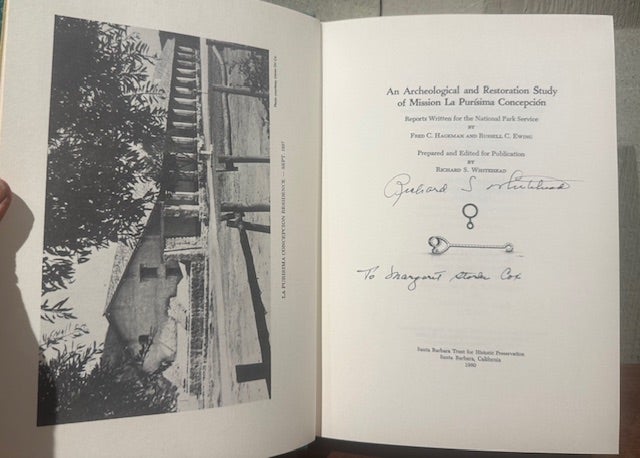 LA PURISIMA CONCEPCION RESIDENCE — SEPT. 1937
An Archeological and Restoration Study
of Mission La Purísima Concepción
Reports Written for the National Park Service
BY
FRED C. HAGEMAN AND RUSSELL C. EWING
Prepared and Edited for Publication
BY
RICHARD S. WHITEHEAD
Richard S Whitehead
To Margaret Cox
Santa Barbara Trust for Historic Preservation
Santa Barbara, California